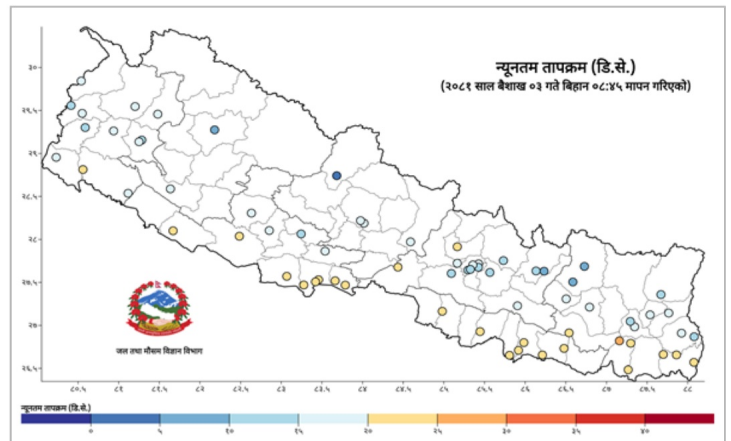 न्यूनतम तापक्रम (डि.से.)
(२०८१ साल बैशाख ०३ गते बिहान ०८:४५ मापन गरिएको)
३०
२९.५
२९
२८.५
२८
२७.५
२७
२६.५
जल तथा मौसम विज्ञान विभाग
८०.५ ८१ ८१.५ ८२ ८२.५ ८३ ८३.५ ८४ ८४.५ ८५ ८५.५ ८६ ८६.५ ८७ ८७.५ ८८
न्यूनतम तापक्रम (डि.से.)
० ५ १० १५ २० २५ ३० ३५ ४०